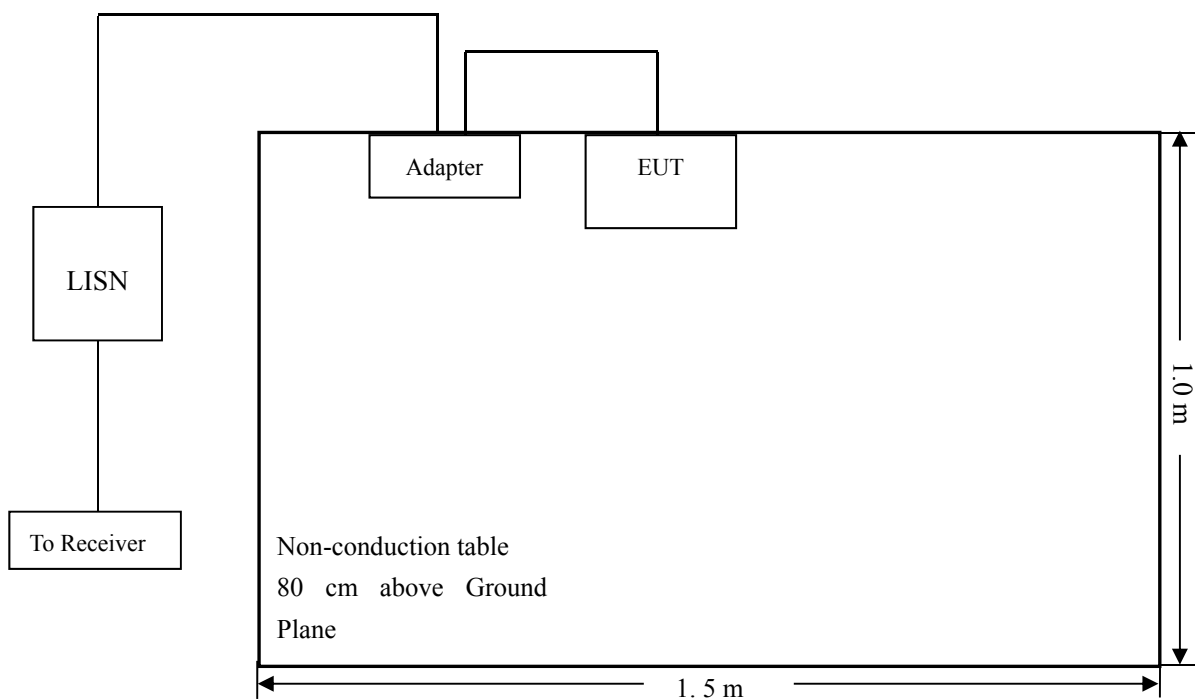 Adapter
EUT
LISN
To Receiver
Non-conduction table
80 cm above Ground
Plane
1.0 m
1. 5 m